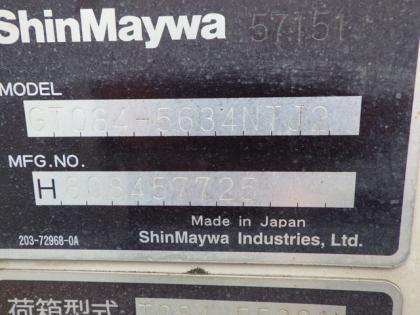 ShinMaywa 57151
MODEL
GT064-5634NTJ2
MFG.NO.
H308457725
Made in Japan
203-72968-0A ShinMaywa Industries, Ltd.
荷箱型式